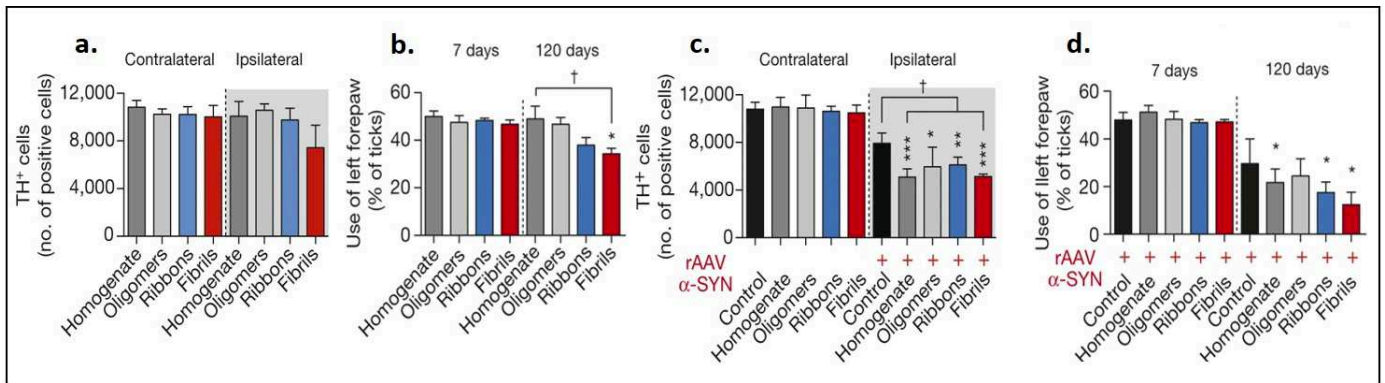 a.
Contralateral Ipsilateral
12,000
8,000
4,000
0
TH⁺ cells
(no. of positive cells)
Homogenate
Oligomers
Ribbons
Fibrils
Homogenate
Oligomers
Ribbons
Fibrils
b.
7 days 120 days
†
60
40
20
0
*
Use of left forepaw
(% of ticks)
Homogenate
Oligomers
Ribbons
Fibrils
Homogenate
Oligomers
Ribbons
Fibrils
c.
Contralateral Ipsilateral
†
12,000
8,000
4,000
0
*** * ** ***
TH⁺ cells
(no. of positive cells)
rAAV
α-SYN
+ + + + +
Control
Homogenate
Oligomers
Ribbons
Fibrils
Control
Homogenate
Oligomers
Ribbons
Fibrils
d.
7 days 120 days
60
40
20
0
* * *
Use of lleft forepaw
(% of ticks)
rAAV
α-SYN
+ + + + + + + + + +
Control
Homogenate
Oligomers
Ribbons
Fibrils
Control
Homogenate
Oligomers
Ribbons
Fibrils